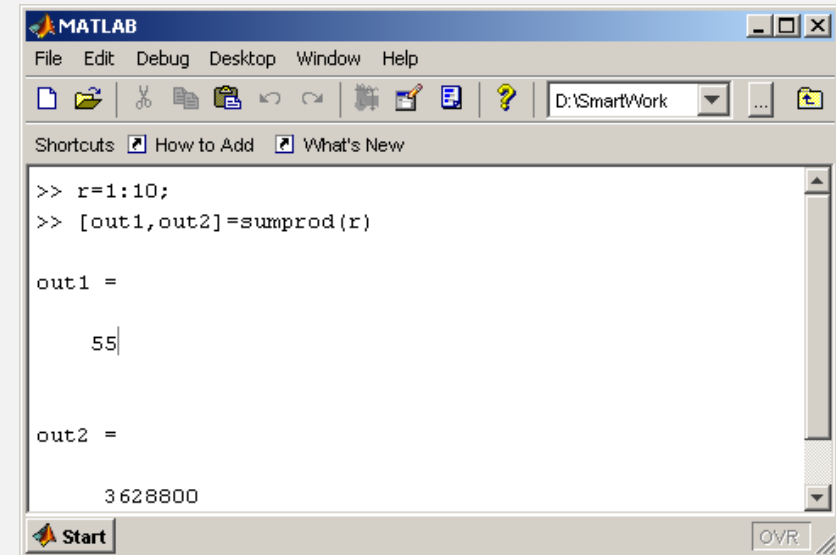 MATLAB
File Edit Debug Desktop Window Help
D:\SmartWork ...
Shortcuts How to Add What's New
>> r=1:10;
>> [out1,out2]=sumprod(r)
out1 =
55
out2 =
3628800
Start OVR